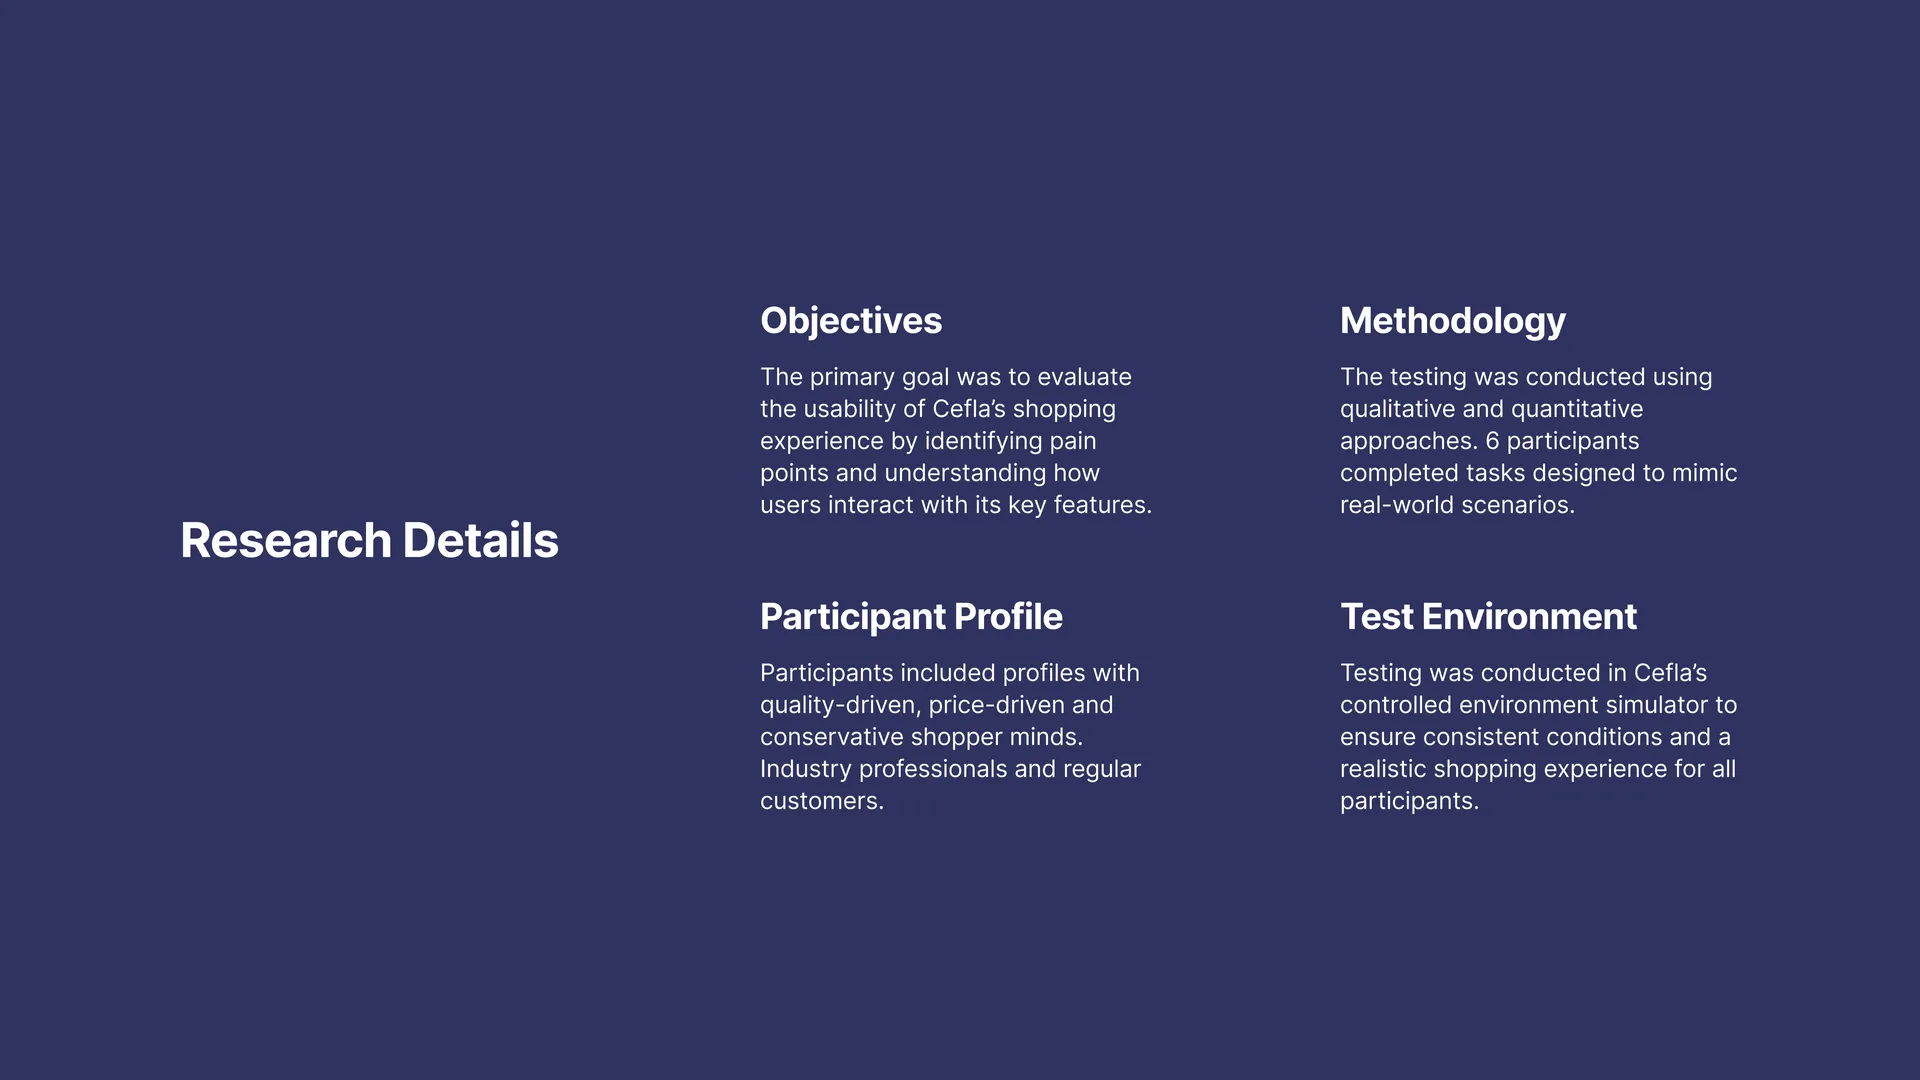 Research Details
Objectives
The primary goal was to evaluate
the usability of Cefla’s shopping
experience by identifying pain
points and understanding how
users interact with its key features.
Methodology
The testing was conducted using
qualitative and quantitative
approaches. 6 participants
completed tasks designed to mimic
real-world scenarios.
Participant Profile
Participants included profiles with
quality-driven, price-driven and
conservative shopper minds.
Industry professionals and regular
customers.
Test Environment
Testing was conducted in Cefla’s
controlled environment simulator to
ensure consistent conditions and a
realistic shopping experience for all
participants.